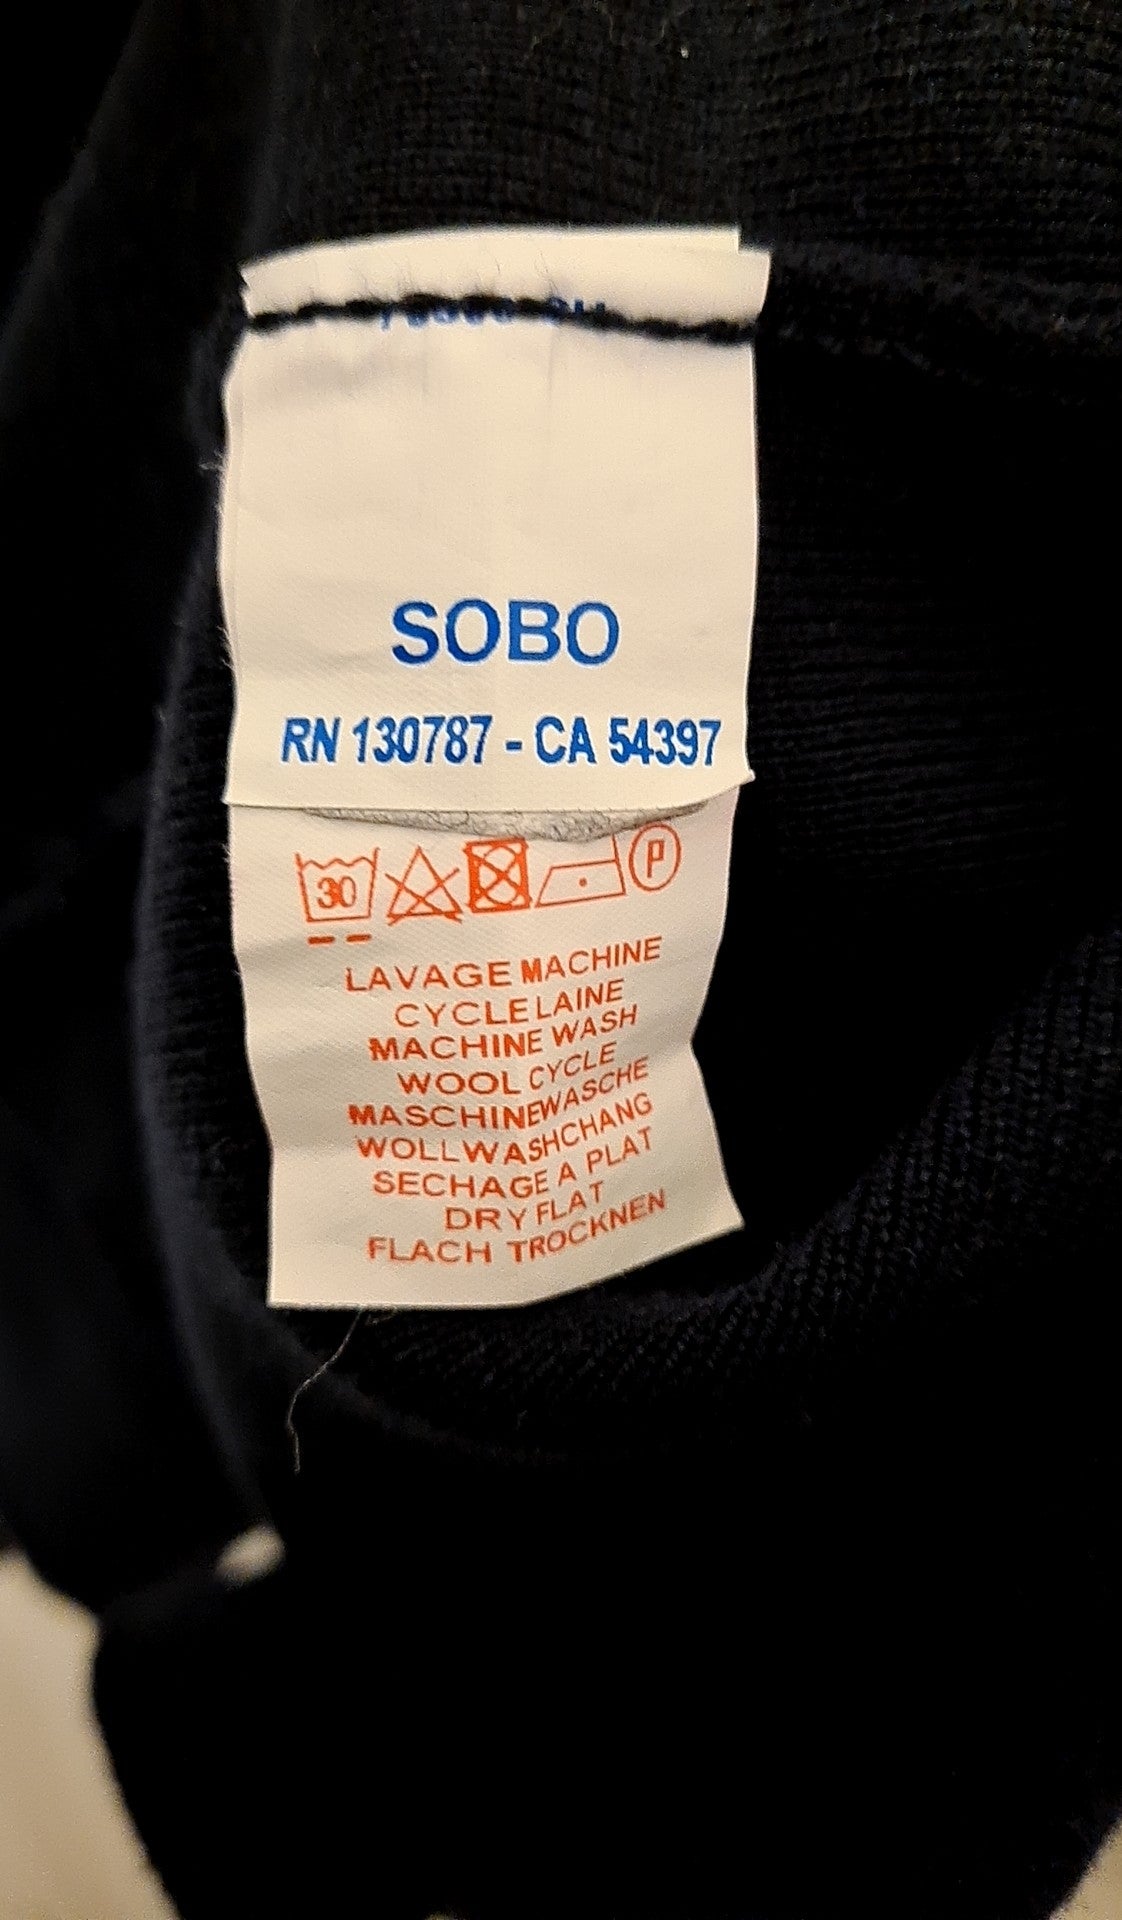 SOBO
RN 130787 - CA 54397
30
P
LAVAGE MACHINE
CYCLE LAINE
MACHINE WASH
WOOL CYCLE
MASCHINEWASCHE
WOLLWASHCHANG
SECHAGE A PLAT
DRY FLAT
FLACH TROCKNEN